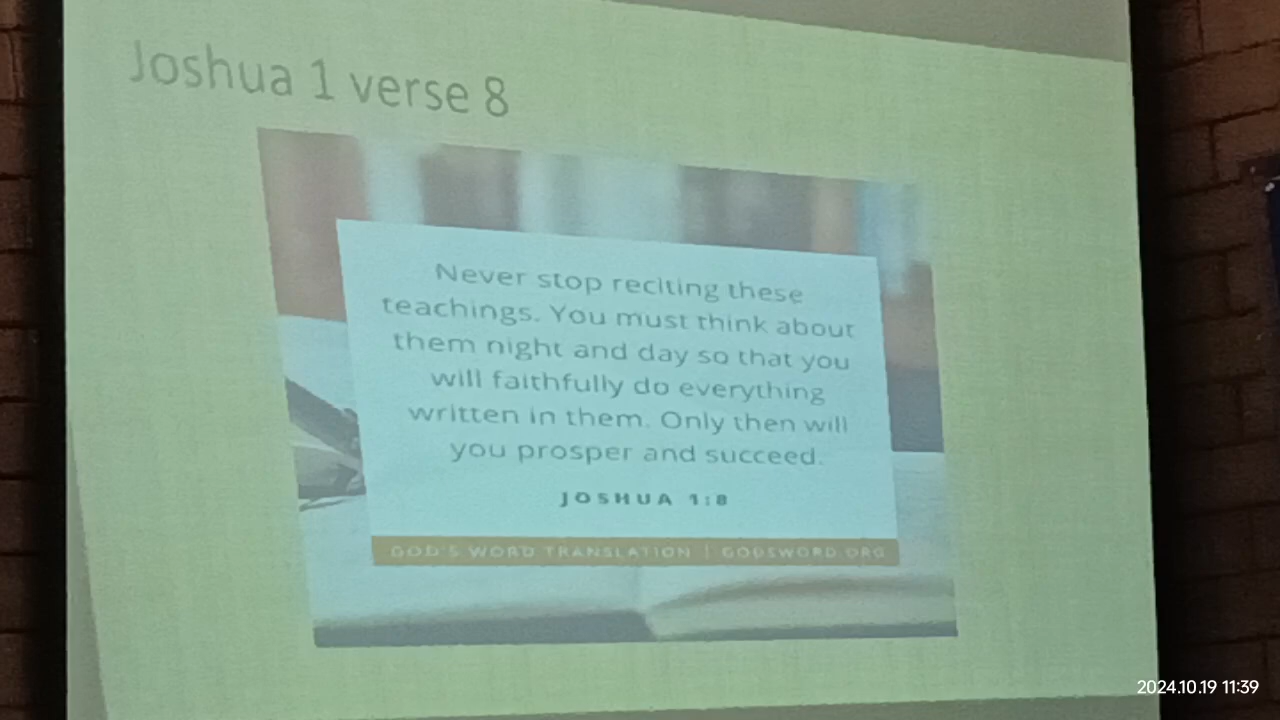 Joshua 1 verse 8
Never stop reciting these
teachings. You must think about
them night and day so that you
will faithfully do everything
written in them. Only then will
you prosper and succeed.
JOSHUA 1:8
GOD'S WORD TRANSLATION | GODSWORD.ORG
2024.10.19 11:39